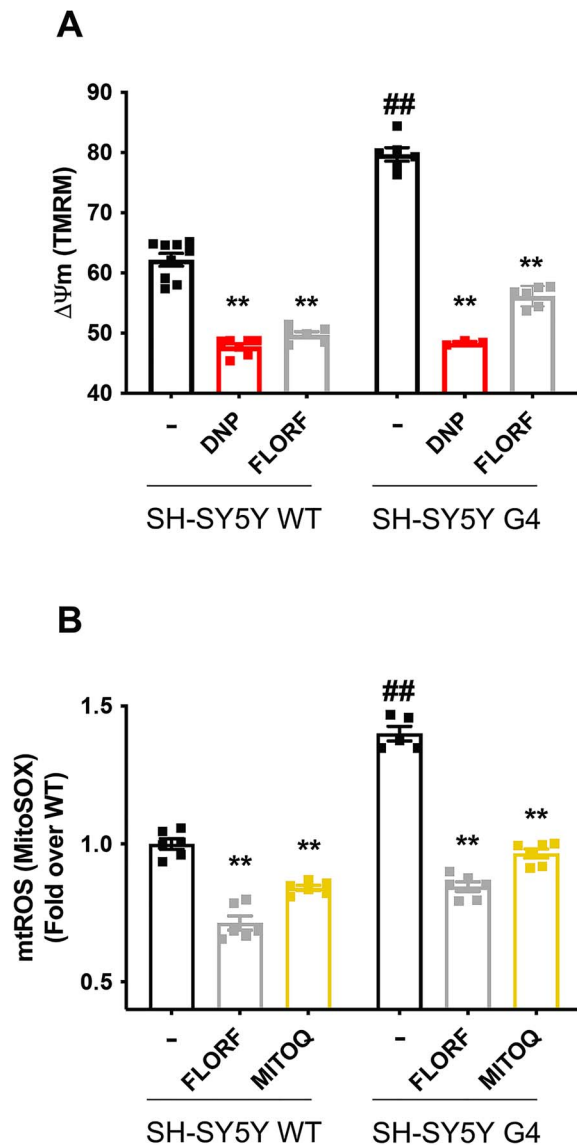 A
ΔΨm (TMRM)
90
80
70
60
50
40
##
** ** ** **
- DNP FLORF - DNP FLORF
SH-SY5Y WT SH-SY5Y G4
B
mtROS (MitoSOX)
(Fold over WT)
1.5
1.0
0.5
##
** ** ** **
- FLORF MITOQ - FLORF MITOQ
SH-SY5Y WT SH-SY5Y G4